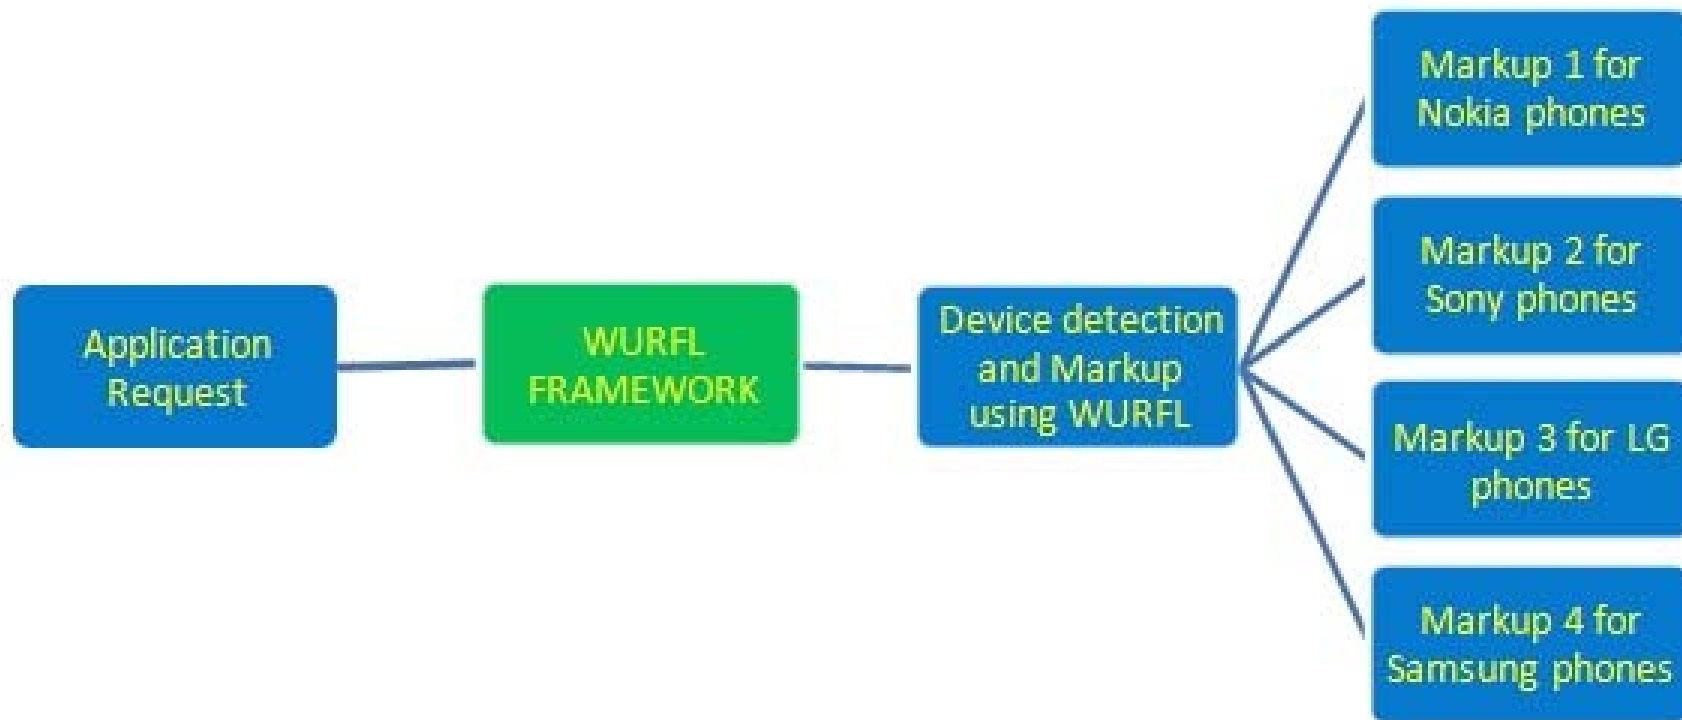 Application
Request
WURFL
FRAMEWORK
Device detection
and Markup
using WURFL
Markup 1 for
Nokia phones
Markup 2 for
Sony phones
Markup 3 for LG
phones
Markup 4 for
Samsung phones